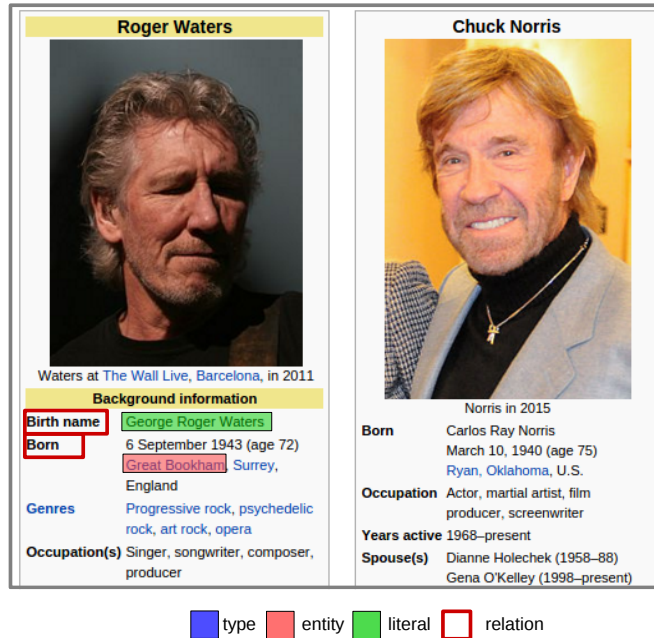 Roger Waters
Waters at The Wall Live, Barcelona, in 2011
Background information
Birth name George Roger Waters
Born 6 September 1943 (age 72)
Great Bookham, Surrey,
England
Genres Progressive rock, psychedelic
rock, art rock, opera
Occupation(s) Singer, songwriter, composer,
producer
Chuck Norris
Norris in 2015
Born Carlos Ray Norris
March 10, 1940 (age 75)
Ryan, Oklahoma, U.S.
Occupation Actor, martial artist, film
producer, screenwriter
Years active 1968–present
Spouse(s) Dianne Holechek (1958–88)
Gena O'Kelley (1998–present)
type entity literal relation